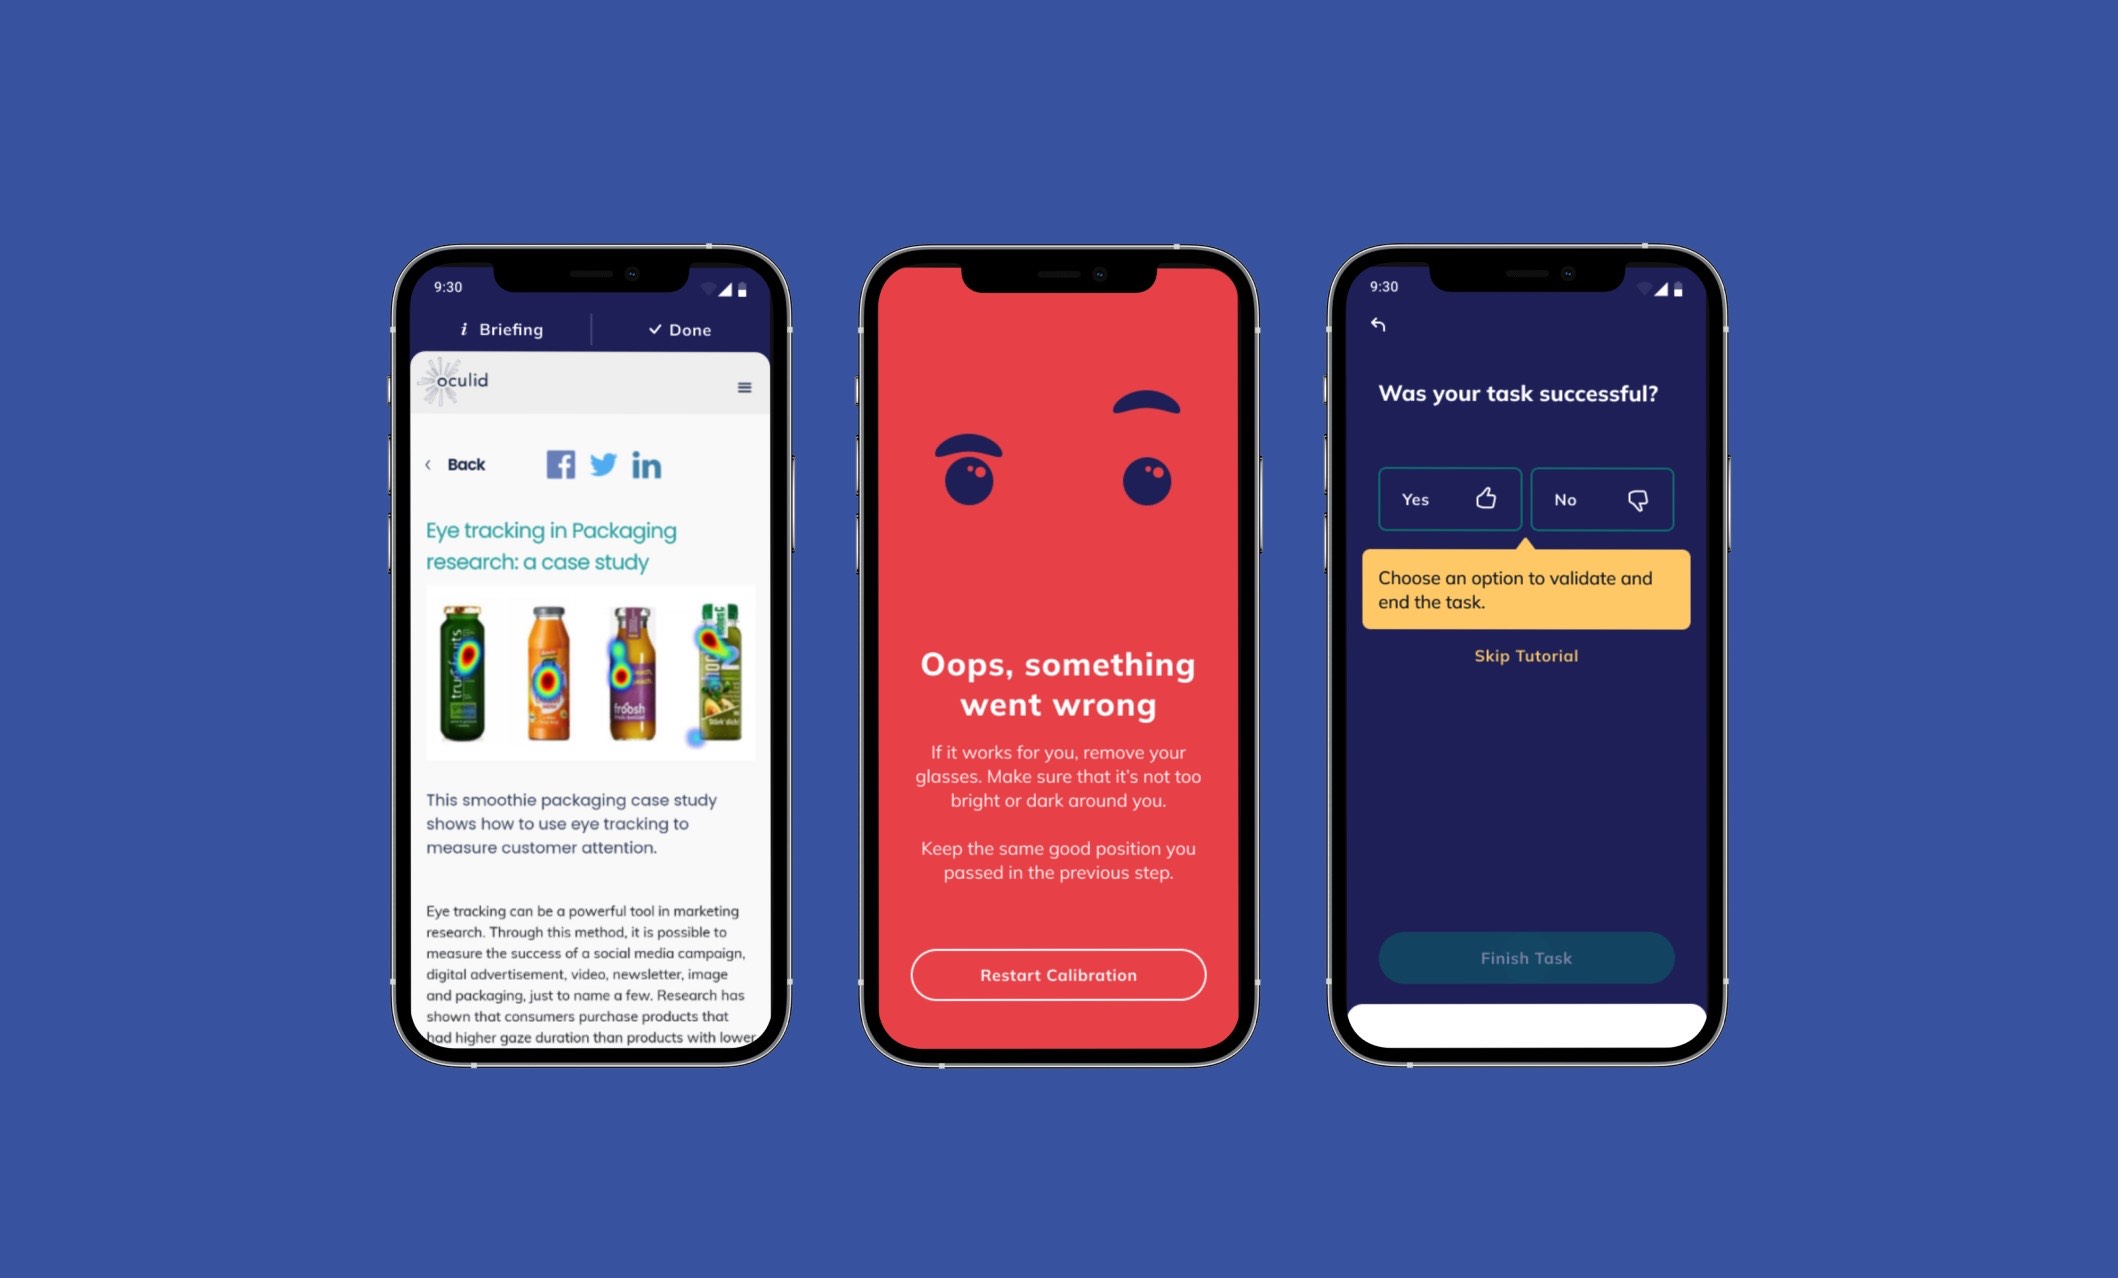 9:30
Briefing
Done
oculid
Back
Eye tracking in Packaging
research: a case study
true fruits
froosh
This smoothie packaging case study
shows how to use eye tracking to
measure customer attention.
Eye tracking can be a powerful tool in marketing
research. Through this method, it is possible to
measure the success of a social media campaign,
digital advertisement, video, newsletter, image
and packaging, just to name a few. Research has
shown that consumers purchase products that
had higher gaze duration than products with lower
Oops, something
went wrong
If it works for you, remove your
glasses. Make sure that it's not too
bright or dark around you.
Keep the same good position you
passed in the previous step.
Restart Calibration
9:30
Was your task successful?
Yes
No
Choose an option to validate and
end the task.
Skip Tutorial
Finish Task